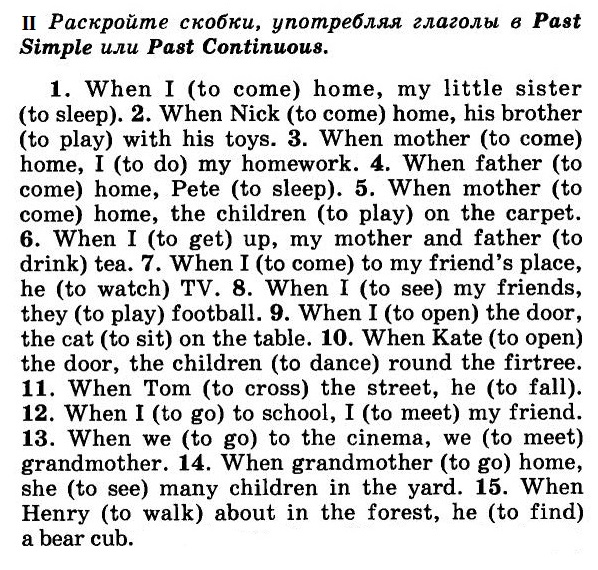 II Раскройте скобки, употребляя глаголы в Past
Simple или Past Continuous.
1. When I (to come) home, my little sister
(to sleep). 2. When Nick (to come) home, his brother
(to play) with his toys. 3. When mother (to come)
home, I (to do) my homework. 4. When father (to
come) home, Pete (to sleep). 5. When mother (to
come) home, the children (to play) on the carpet.
6. When I (to get) up, my mother and father (to
drink) tea. 7. When I (to come) to my friend's place,
he (to watch) TV. 8. When I (to see) my friends,
they (to play) football. 9. When I (to open) the door,
the cat (to sit) on the table. 10. When Kate (to open)
the door, the children (to dance) round the firtree.
11. When Tom (to cross) the street, he (to fall).
12. When I (to go) to school, I (to meet) my friend.
13. When we (to go) to the cinema, we (to meet)
grandmother. 14. When grandmother (to go) home,
she (to see) many children in the yard. 15. When
Henry (to walk) about in the forest, he (to find)
a bear cub.